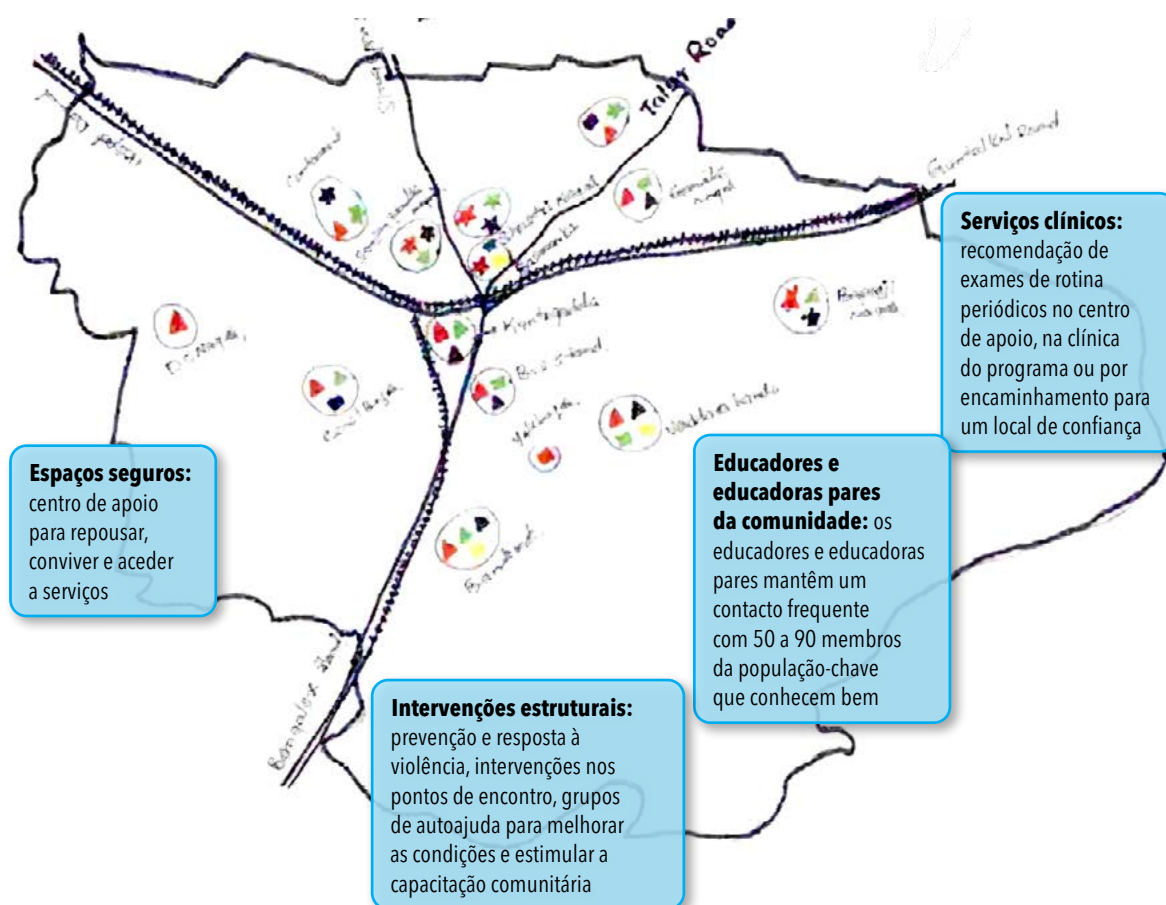 Talgr Road
Guntakal Road
Serviços clínicos:
recomendação de
exames de rotina
periódicos no centro
de apoio, na clínica
do programa ou por
encaminhamento para
um local de confiança
Espaços seguros:
centro de apoio
para repousar,
conviver e aceder
a serviços
Educadores e
educadoras pares
da comunidade: os
educadores e educadoras
pares mantêm um
contacto frequente
com 50 a 90 membros
da população-chave
que conhecem bem
Intervenções estruturais:
prevenção e resposta à
violência, intervenções nos
pontos de encontro, grupos
de autoajuda para melhorar
as condições e estimular a
capacitação comunitária